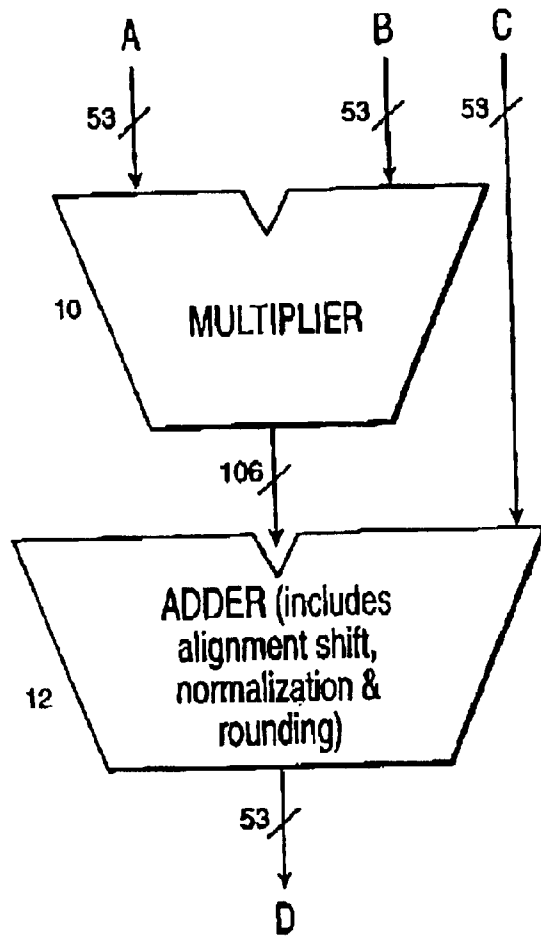 A
B
C
53
53
53
10
MULTIPLIER
106
ADDER (includes
alignment shift,
normalization &
rounding)
12
53
D